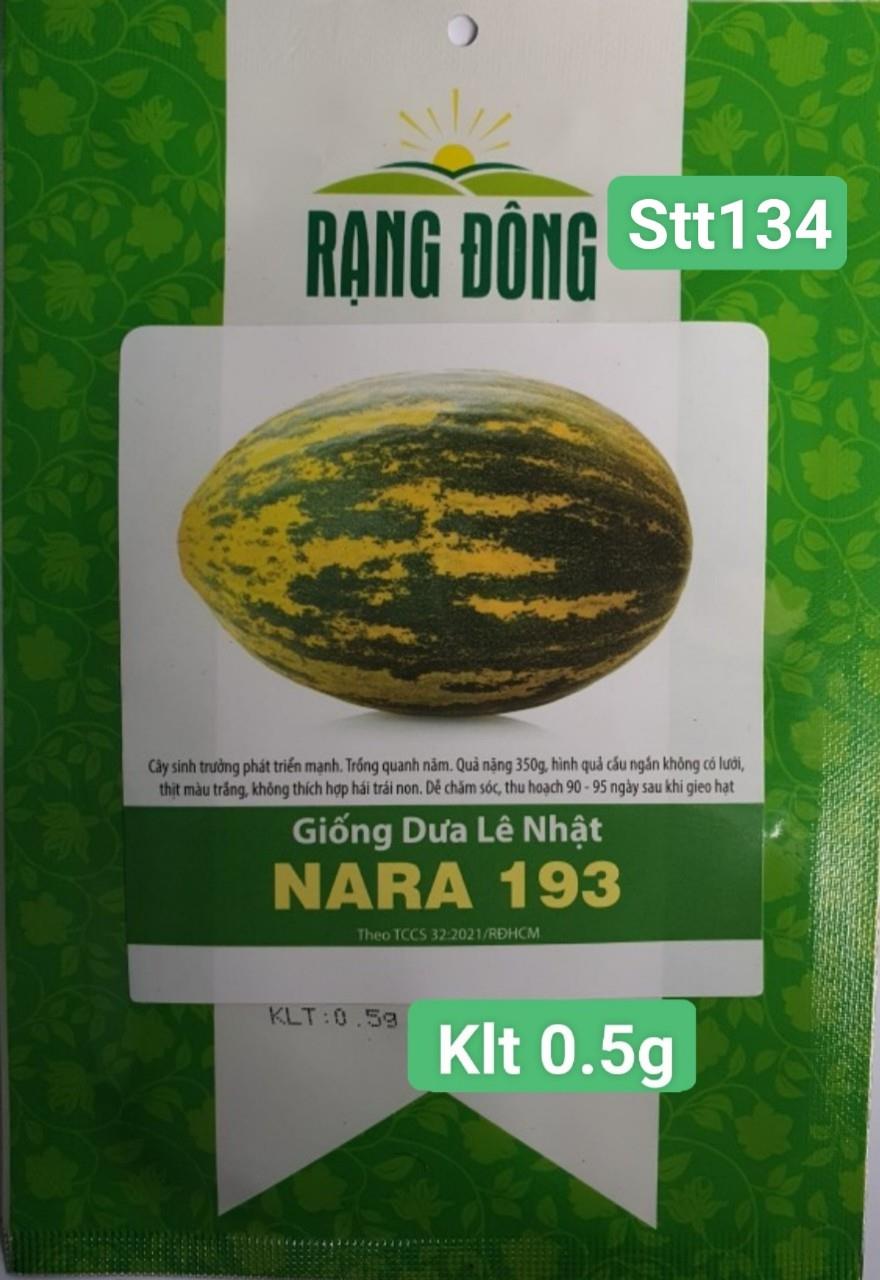 RẠNG ĐÔNG
Stt134
Cây sinh trưởng phát triển mạnh. Trồng quanh năm. Quả nặng 350g, hình quả cầu ngắn không có lưới,
thịt màu trắng, không thích hợp hái trái non. Dễ chăm sóc, thu hoạch 90 - 95 ngày sau khi gieo hạt
Giống Dưa Lê Nhật
NARA 193
Theo TCCS 32:2021/RĐHCM
KLT:0.5g
Klt 0.5g